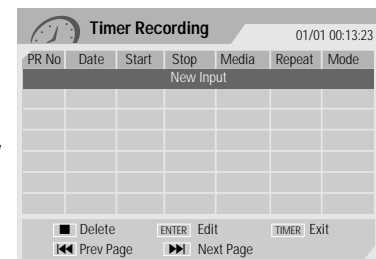 Timer Recording
01/01 00:13:23
PR No Date Start Stop Media Repeat Mode
New Input
Delete ENTER Edit TIMER Exit
Prev Page Next Page